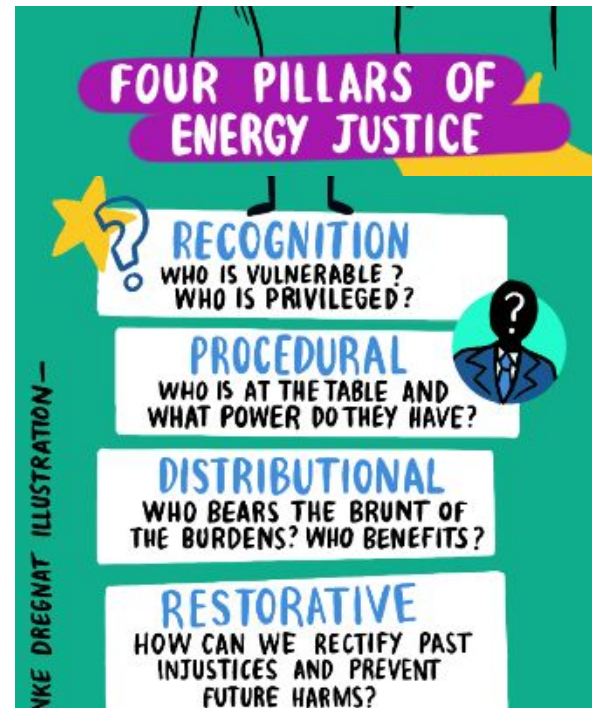 FOUR PILLARS OF
ENERGY JUSTICE
?
RECOGNITION
WHO IS VULNERABLE?
WHO IS PRIVILEGED?
?
PROCEDURAL
WHO IS AT THE TABLE AND
WHAT POWER DO THEY HAVE?
DISTRIBUTIONAL
WHO BEARS THE BRUNT OF
THE BURDENS? WHO BENEFITS?
RESTORATIVE
HOW CAN WE RECTIFY PAST
INJUSTICES AND PREVENT
FUTURE HARMS?
NKE DREGNAT ILLUSTRATION—